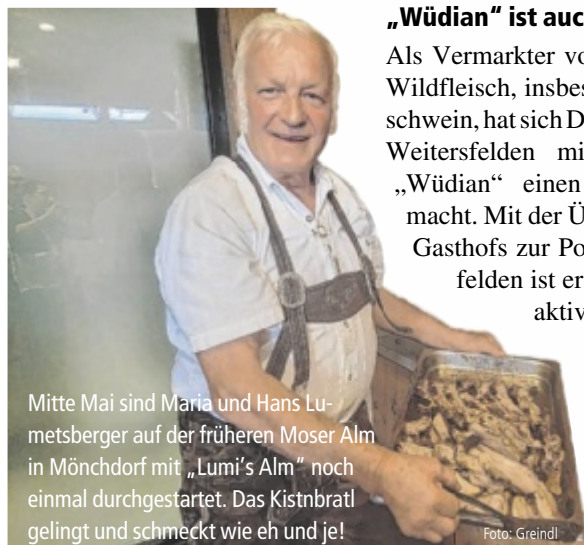 „Wüdian“ ist auc
Als Vermarkter vo
Wildfleisch, insbes
schwein, hat sich D
Weitersfelden mi
„Wüdian“ einen
macht. Mit der Ü
Gasthofs zur Po
felden ist er
aktiv
Mitte Mai sind Maria und Hans Lu-
metsberger auf der früheren Moser Alm
in Mönchdorf mit „Lumi’s Alm“ noch
einmal durchgestartet. Das Kistnbratl
gelingt und schmeckt wie eh und je!
Foto: Greindl